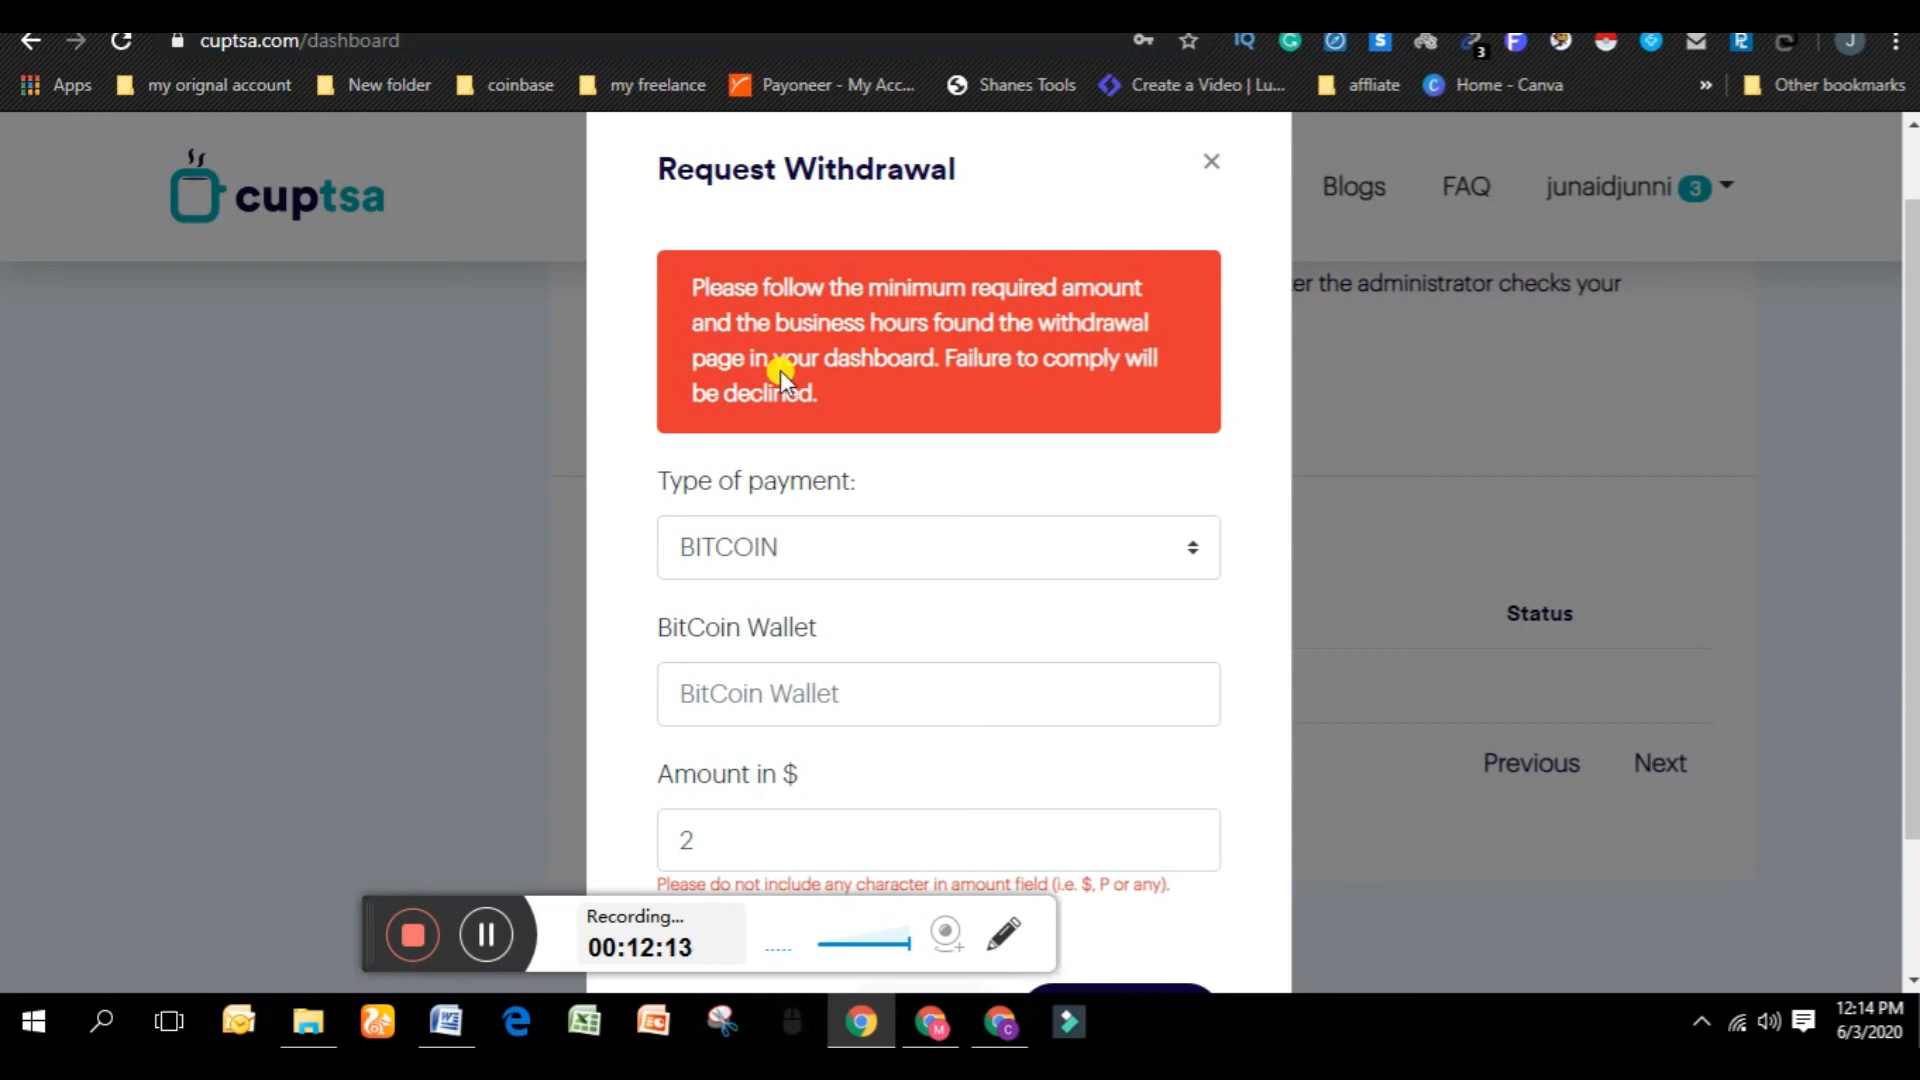 cuptsa.com/dashboard
3
J
Apps
my orignal account
New folder
coinbase
my freelance
Payoneer - My Acc...
Shanes Tools
Create a Video | Lu...
affliate
Home - Canva
»
Other bookmarks
cuptsa
Request Withdrawal
×
Blogs
FAQ
junaidjunni 3
er the administrator checks your
Please follow the minimum required amount
and the business hours found the withdrawal
page in your dashboard. Failure to comply will
be declined.
Type of payment:
BITCOIN
BitCoin Wallet
BitCoin Wallet
Status
Previous
Next
Amount in $
2
Please do not include any character in amount field (i.e. $, P or any).
Recording...
00:12:13
12:14 PM
6/3/2020